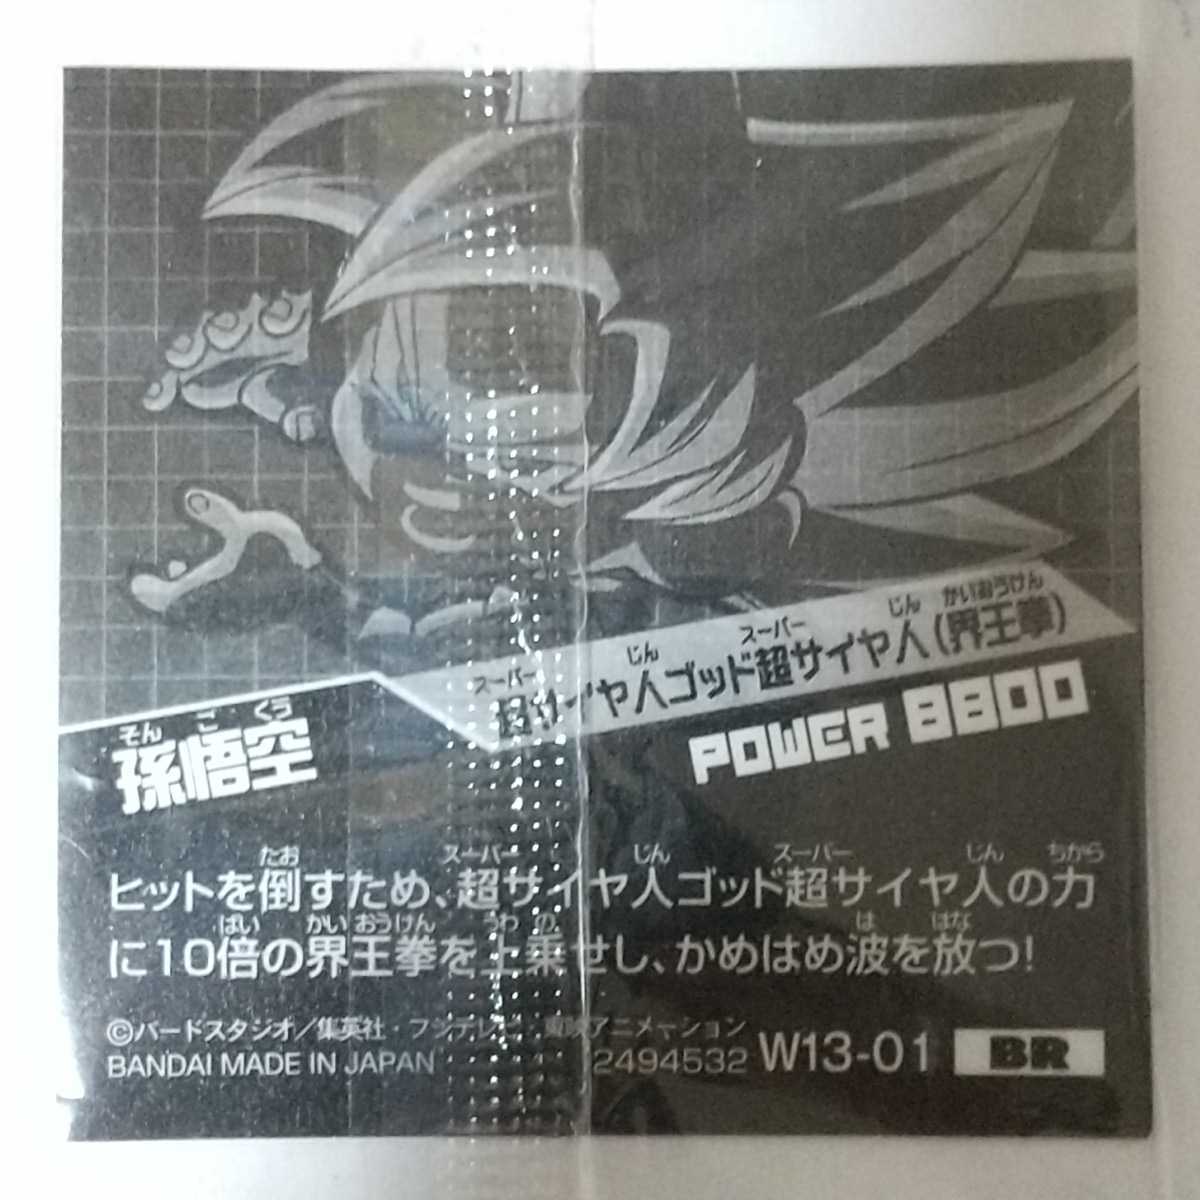 スーパー じん スーパー じん かいおうけん
超サイヤ人ゴッド超サイヤ人(界王拳)
そん ご くう
孫悟空
POWER 8800
たお スーパー じん スーパー じん ちから
ヒットを倒すため、超サイヤ人ゴッド超サイヤ人の力
ばい かいおうけん うわ の は はな
に10倍の界王拳を上乗せし、かめはめ波を放つ!
©バードスタジオ/集英社・フジテレビ・東映アニメーション
BANDAI MADE IN JAPAN 2494532 W13-01 BR